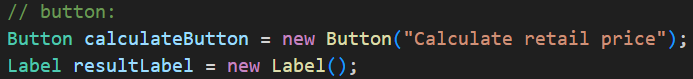 // button:
Button calculateButton = new Button("Calculate retail price");
Label resultLabel = new Label();